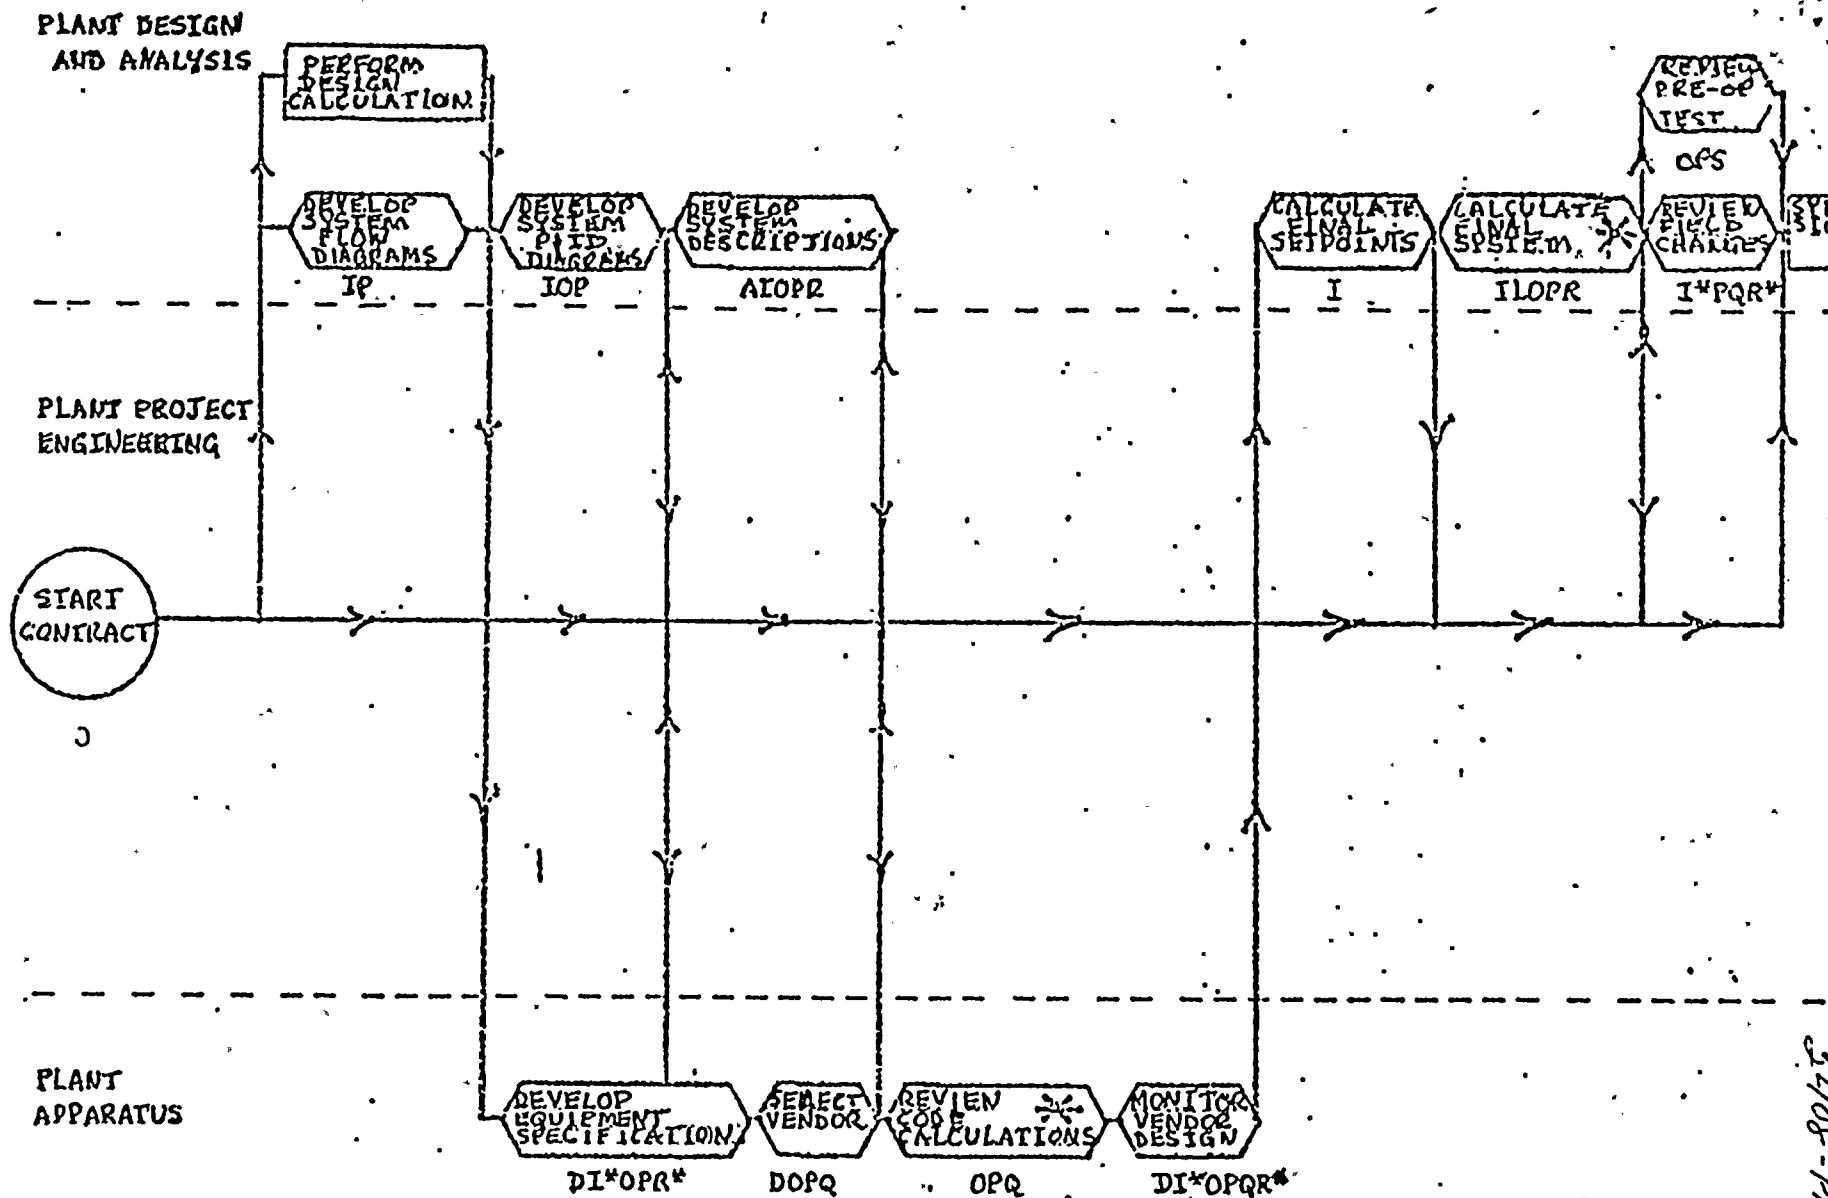 PLANT DESIGN
AND ANALYSIS
PERFORM
DESIGN
CALCULATION
REVIEW
PRE-OP
TEST
OPS
DEVELOP
SYSTEM
FLOW
DIAGRAMS
IP
DEVELOP
SYSTEM
PIID
DIAGRAMS
IOP
DEVELOP
SYSTEM
DESCRIPTIONS
AIOPR
CALCULATE
FINAL
SETPOINTS
I
CALCULATE
FINAL
SYSTEM
ILOPR
REVIEW
FIELD
CHANGES
I*PQR*
PLANT PROJECT
ENGINEERING
START
CONTRACT
PLANT
APPARATUS
DEVELOP
EQUIPMENT
SPECIFICATION
DI*OPR*
SELECT
VENDOR
DOPQ
REVIEW
CODE
CALCULATIONS
OPQ
MONITOR
VENDOR
DESIGN
DI*OPQR*